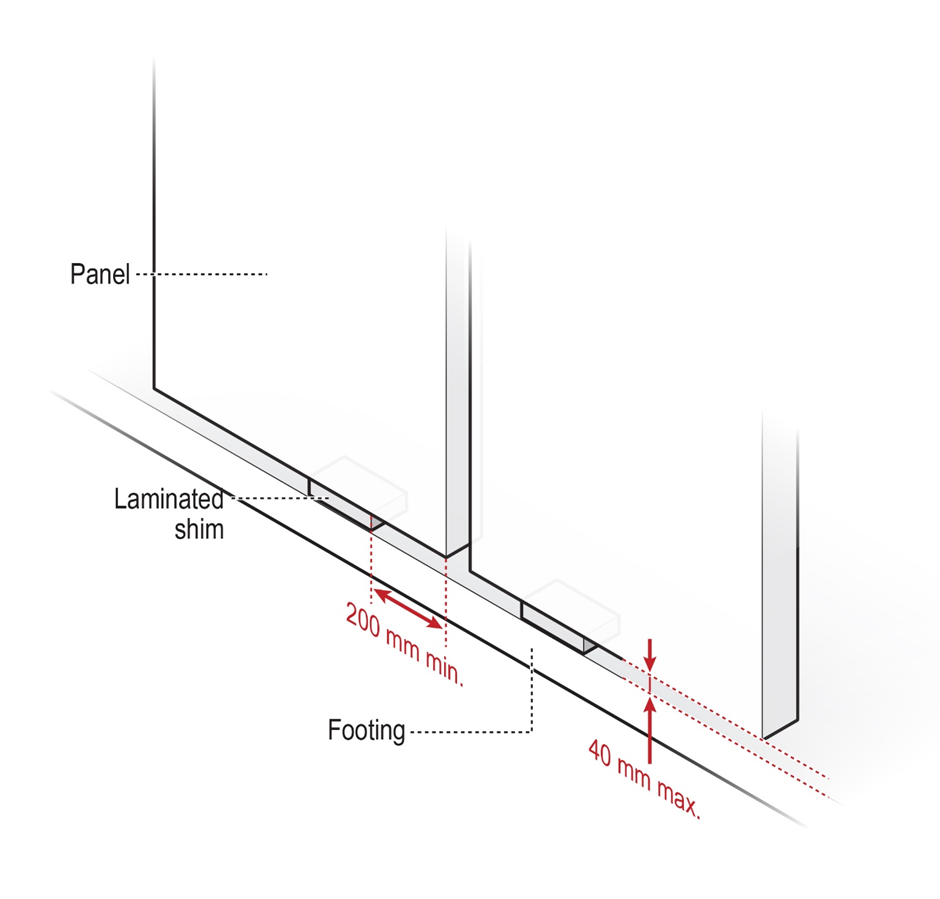 Panel
Laminated
shim
200 mm min.
Footing
40 mm max.